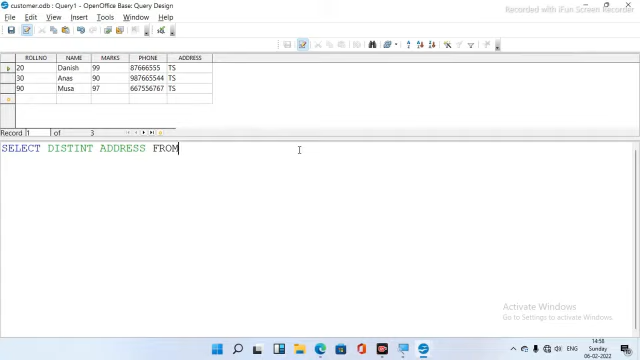 Recorded with iFun Screen Recorder
customer.odb : Query1 - OpenOffice Base: Query Design
File Edit View Insert Tools Window Help
ROLLNO NAME MARKS PHONE ADDRESS
20 Danish 99 87666555 TS
30 Anas 90 987665544 TS
90 Musa 97 667556767 TS
Record 1 of 3
SELECT DISTINT ADDRESS FROM
Activate Windows
Go to Settings to activate Windows.
ENG
14:58
Sunday
06-02-2022